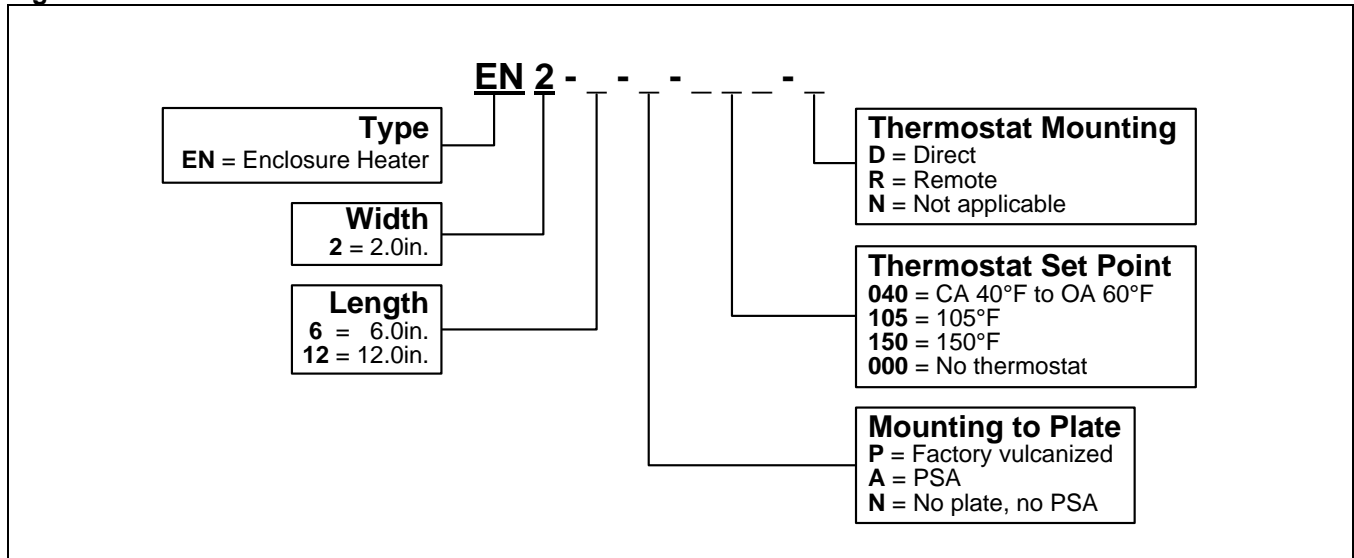 EN 2 - _ - _ - _ _ _ - _
Type
EN = Enclosure Heater
Width
2 = 2.0in.
Length
6 = 6.0in.
12 = 12.0in.
Thermostat Mounting
D = Direct
R = Remote
N = Not applicable
Thermostat Set Point
040 = CA 40°F to OA 60°F
105 = 105°F
150 = 150°F
000 = No thermostat
Mounting to Plate
P = Factory vulcanized
A = PSA
N = No plate, no PSA